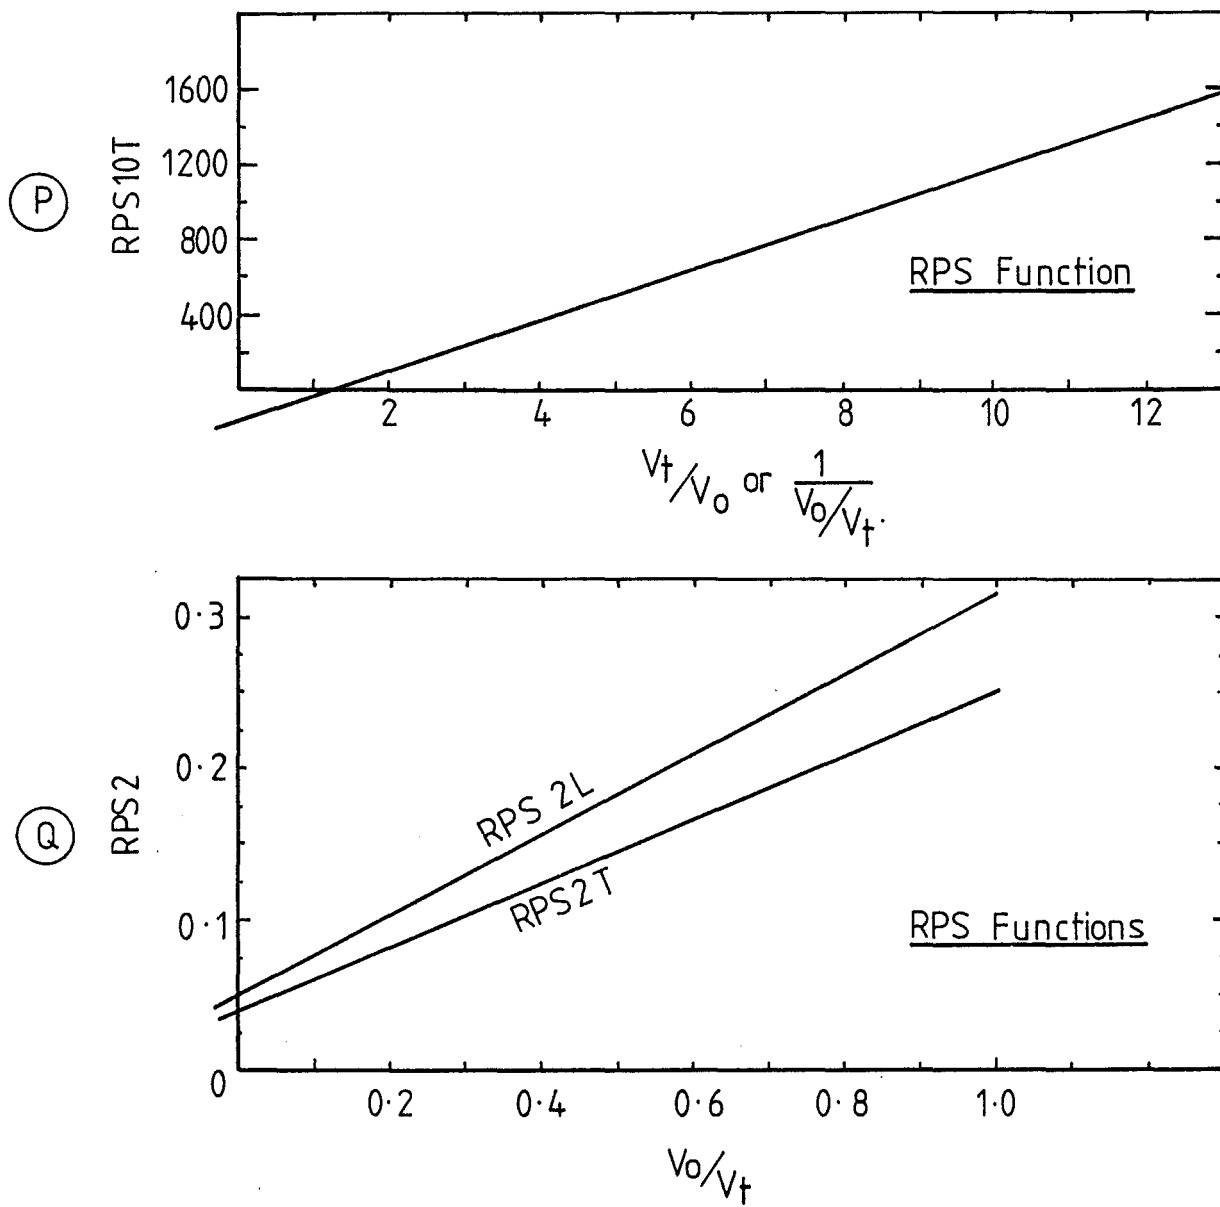 P
RPS10T
1600
1200
800
400
RPS Function
2 4 6 8 10 12
Vt/Vo or 1/Vo/Vt.
Q
RPS2
0·3
0·2
0·1
0
RPS 2L
RPS2T
RPS Functions
0·2 0·4 0·6 0·8 1·0
Vo/Vt